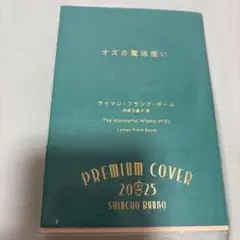 オズの魔法使い
ライマン・フランク・ボーム
The Wonderful Wizard of Oz
Lyman Frank Baum
PREMIUM COVER
2025
SHINCHO BUNKO